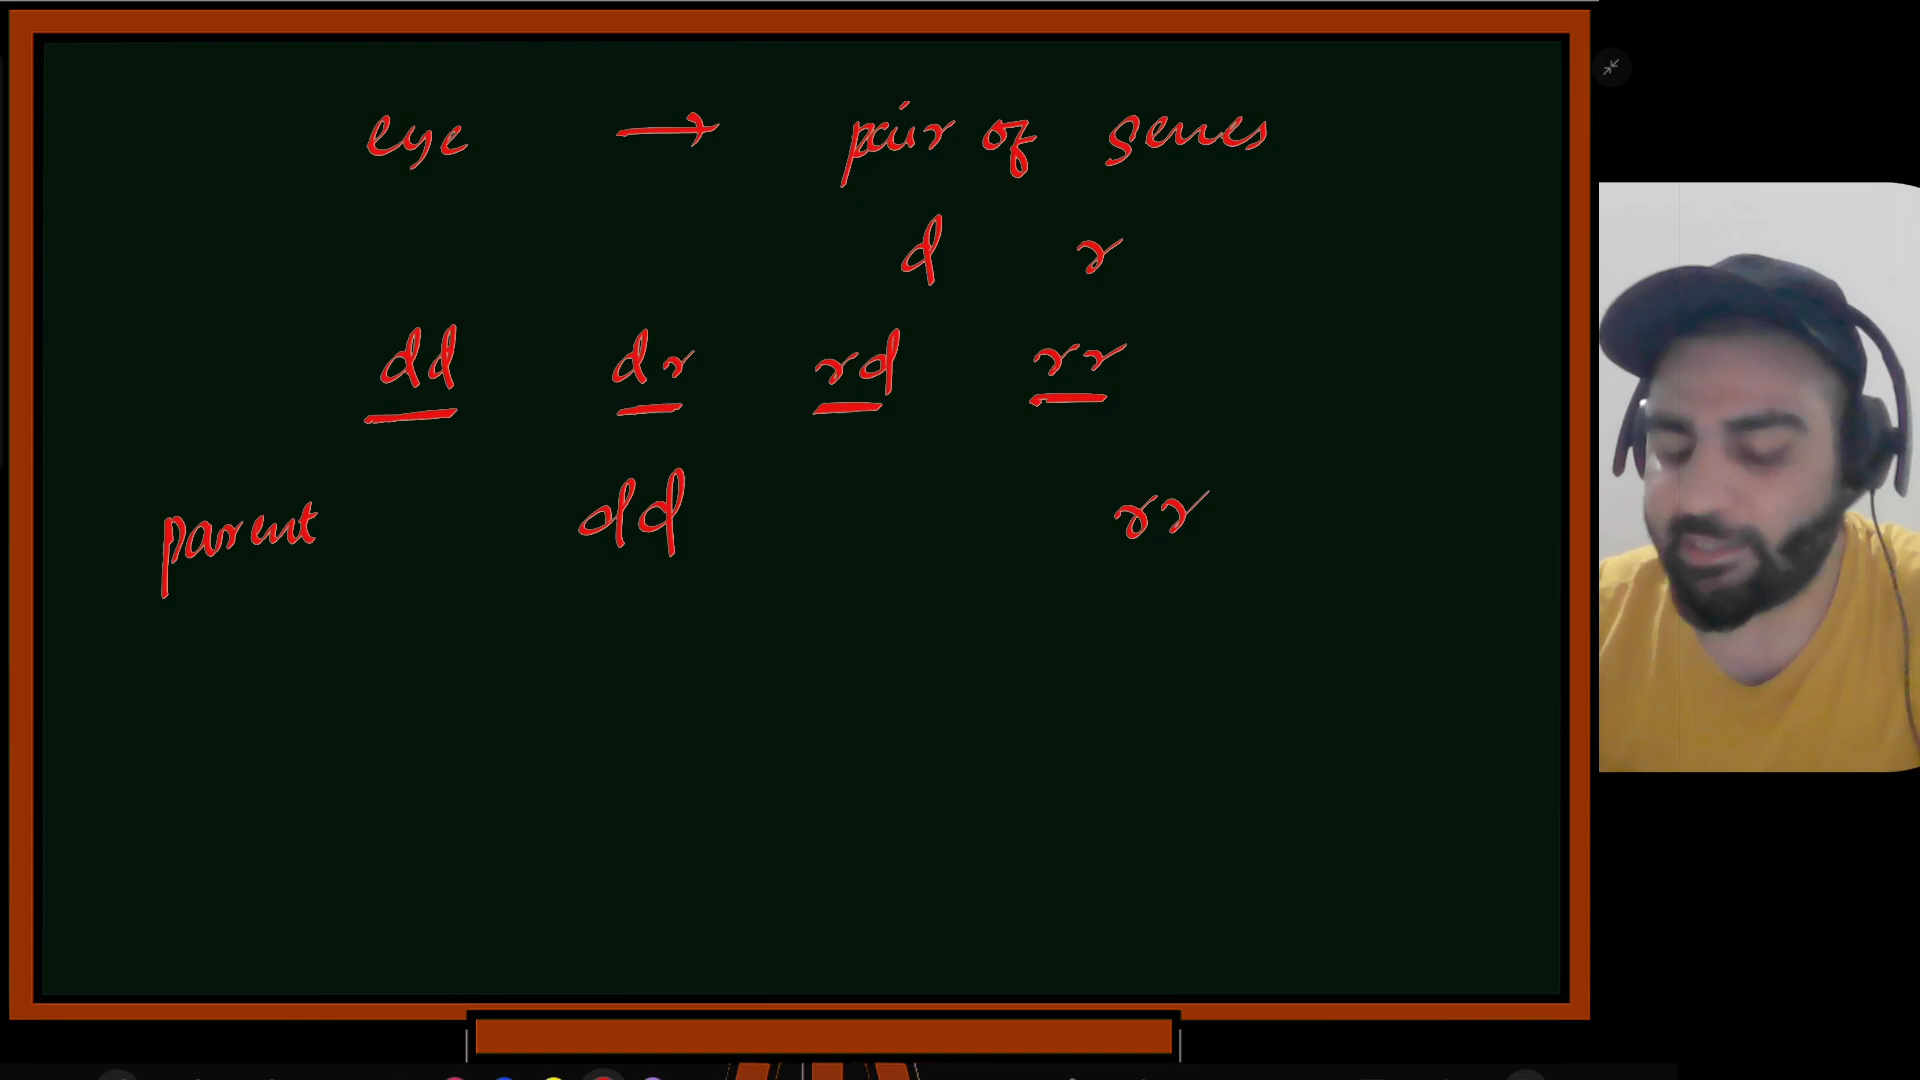 eye → pair of genes
d r
dd dr rd rr
parent dd rr